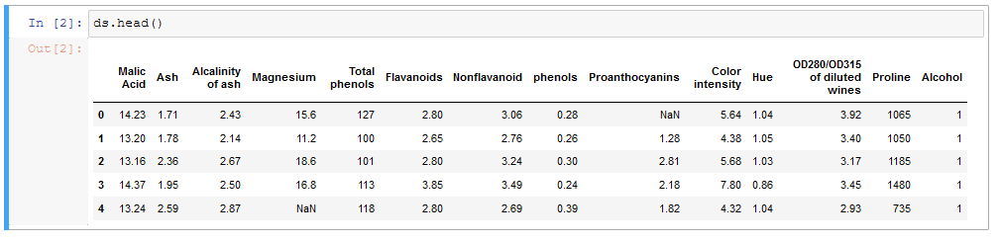 In [2]: ds.head()
Out[2]:
Malic Acid Ash Alcalinity of ash Magnesium Total phenols Flavanoids Nonflavanoid phenols Proanthocyanins Color intensity Hue OD280/OD315 of diluted wines Proline Alcohol
0 14.23 1.71 2.43 15.6 127 2.80 3.06 0.28 NaN 5.64 1.04 3.92 1065 1
1 13.20 1.78 2.14 11.2 100 2.65 2.76 0.26 1.28 4.38 1.05 3.40 1050 1
2 13.16 2.36 2.67 18.6 101 2.80 3.24 0.30 2.81 5.68 1.03 3.17 1185 1
3 14.37 1.95 2.50 16.8 113 3.85 3.49 0.24 2.18 7.80 0.86 3.45 1480 1
4 13.24 2.59 2.87 NaN 118 2.80 2.69 0.39 1.82 4.32 1.04 2.93 735 1